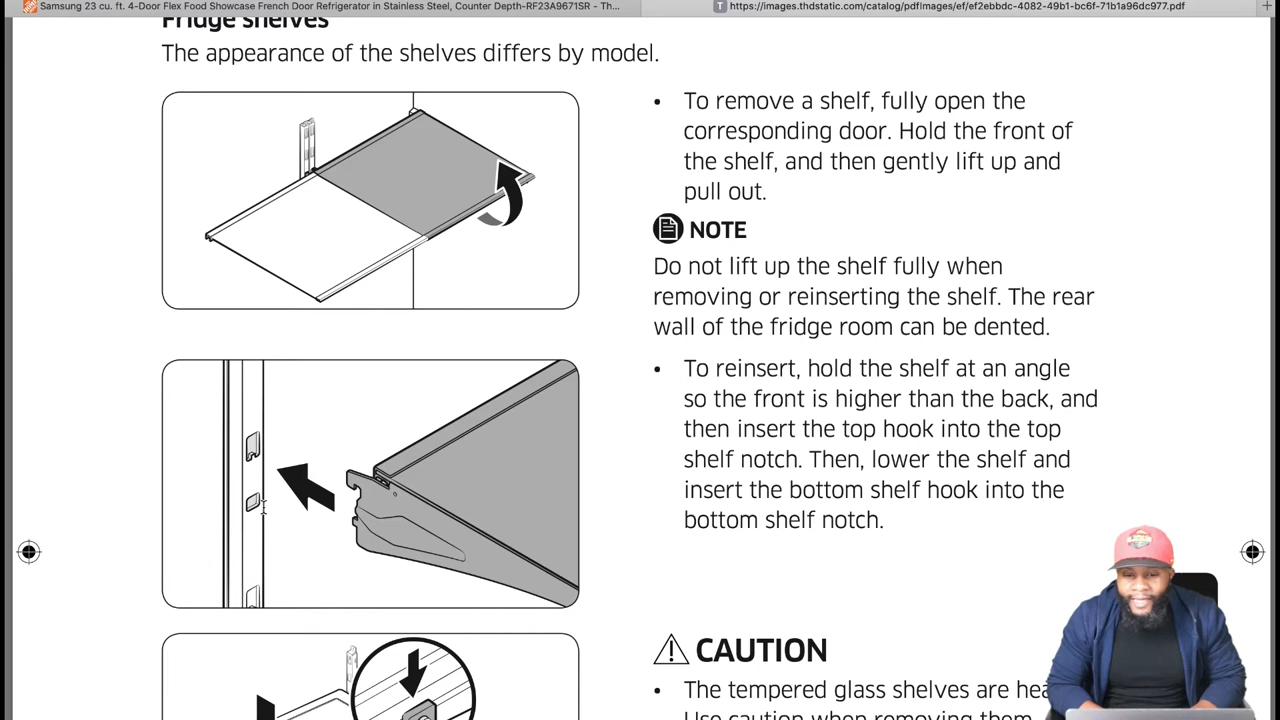 Samsung 23 cu. ft. 4-Door Flex Food Showcase French Door Refrigerator in Stainless Steel, Counter Depth-RF23A9671SR - Th...
T https://images.thdstatic.com/catalog/pdfImages/ef/ef2ebbdc-4082-49b1-bc6f-71b1a96dc977.pdf
Fridge shelves
The appearance of the shelves differs by model.
• To remove a shelf, fully open the
corresponding door. Hold the front of
the shelf, and then gently lift up and
pull out.
NOTE
Do not lift up the shelf fully when
removing or reinserting the shelf. The rear
wall of the fridge room can be dented.
• To reinsert, hold the shelf at an angle
so the front is higher than the back, and
then insert the top hook into the top
shelf notch. Then, lower the shelf and
insert the bottom shelf hook into the
bottom shelf notch.
CAUTION
• The tempered glass shelves are
Use caution when removing them